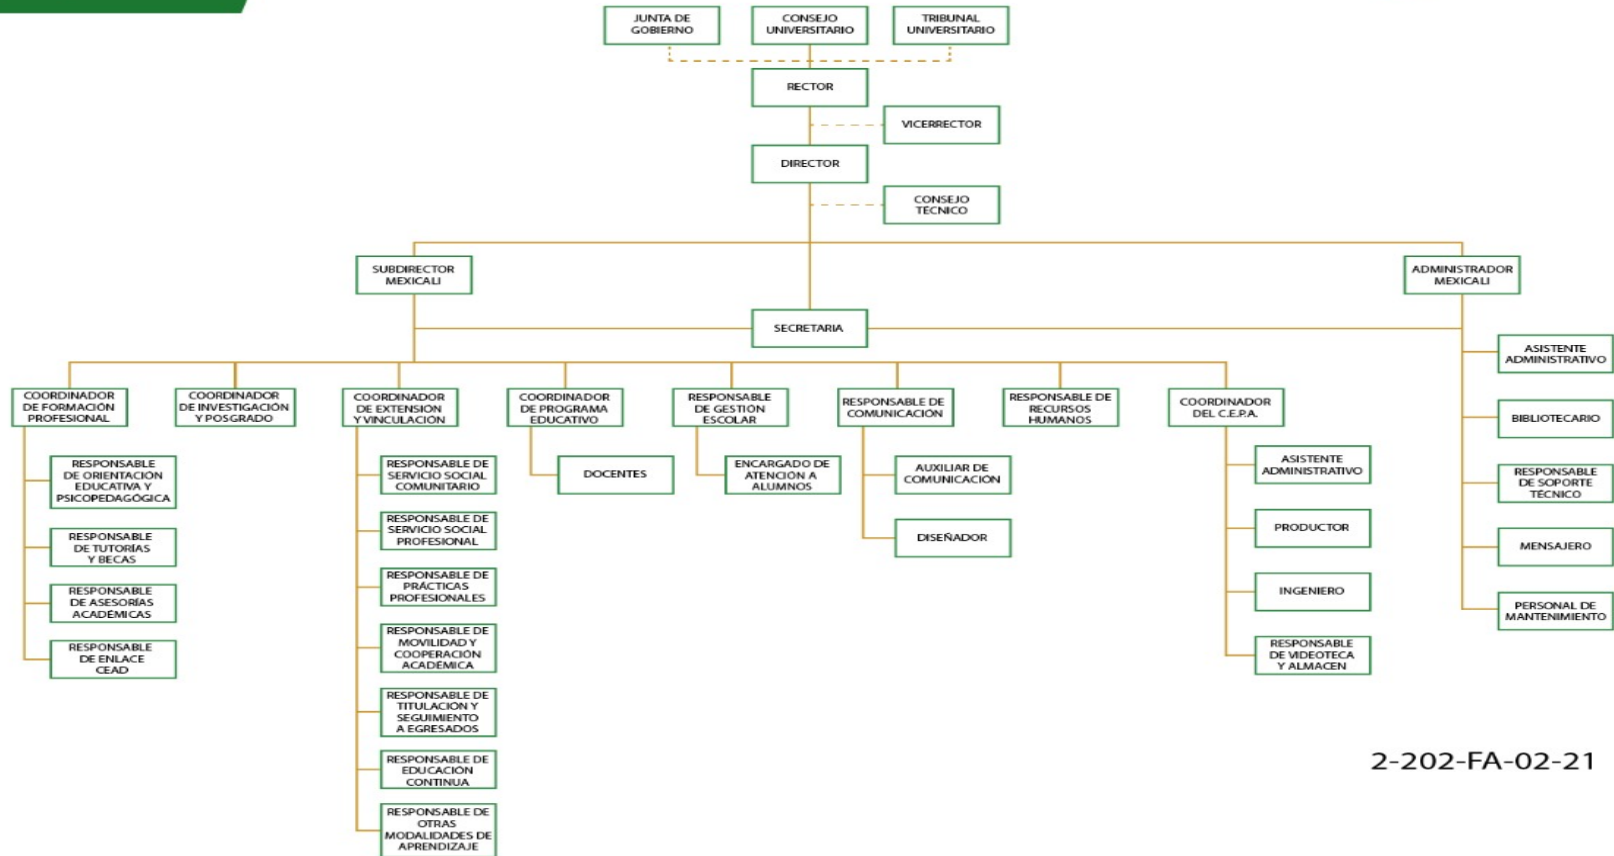 JUNTA DE
GOBIERNO
CONSEJO
UNIVERSITARIO
TRIBUNAL
UNIVERSITARIO
RECTOR
VICERRECTOR
DIRECTOR
CONSEJO
TÉCNICO
SUBDIRECTOR
MEXICALI
ADMINISTRADOR
MEXICALI
SECRETARIA
COORDINADOR
DE FORMACIÓN
PROFESIONAL
COORDINADOR
DE INVESTIGACIÓN
Y POSGRADO
COORDINADOR
DE EXTENSIÓN
Y VINCULACIÓN
COORDINADOR
DE PROGRAMA
EDUCATIVO
RESPONSABLE
DE GESTIÓN
ESCOLAR
RESPONSABLE DE
COMUNICACIÓN
RESPONSABLE DE
RECURSOS
HUMANOS
COORDINADOR
DEL C.E.P.A.
RESPONSABLE
DE ORIENTACIÓN
EDUCATIVA Y
PSICOPEDAGÓGICA
RESPONSABLE
DE TUTORÍAS
Y BECAS
RESPONSABLE
DE ASESORÍAS
ACADÉMICAS
RESPONSABLE
DE ENLACE
CEAD
RESPONSABLE DE
SERVICIO SOCIAL
COMUNITARIO
RESPONSABLE DE
SERVICIO SOCIAL
PROFESIONAL
RESPONSABLE DE
PRÁCTICAS
PROFESIONALES
RESPONSABLE DE
MOVILIDAD Y
COOPERACIÓN
ACADÉMICA
RESPONSABLE DE
TITULACIÓN Y
SEGUIMIENTO
A EGRESADOS
RESPONSABLE DE
EDUCACIÓN
CONTINUA
RESPONSABLE DE
OTRAS
MODALIDADES DE
APRENDIZAJE
DOCENTES
ENCARGADO DE
ATENCIÓN A
ALUMNOS
AUXILIAR DE
COMUNICACIÓN
DISEÑADOR
ASISTENTE
ADMINISTRATIVO
PRODUCTOR
INGENIERO
RESPONSABLE
DE VIDEOTECA
Y ALMACEN
ASISTENTE
ADMINISTRATIVO
BIBLIOTECARIO
RESPONSABLE
DE SOPORTE
TÉCNICO
MENSAJERO
PERSONAL DE
MANTENIMIENTO
2-202-FA-02-21